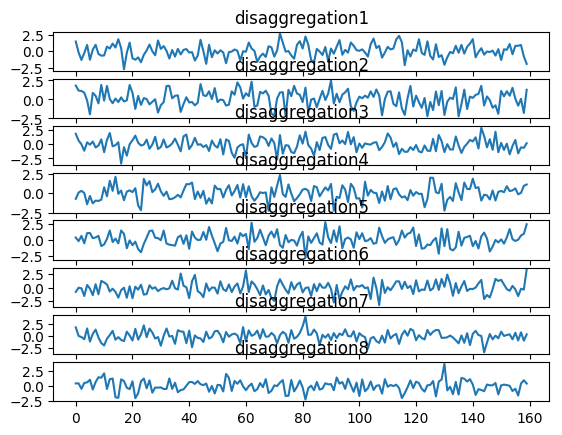 disaggregation1
2.5
0.0
−2.5
disaggregation2
2.5
0.0
−2.5
disaggregation3
2.5
0.0
−2.5
disaggregation4
2.5
0.0
−2.5
disaggregation5
2.5
0.0
−2.5
disaggregation6
2.5
0.0
−2.5
disaggregation7
2.5
0.0
−2.5
disaggregation8
2.5
0.0
−2.5
0 20 40 60 80 100 120 140 160